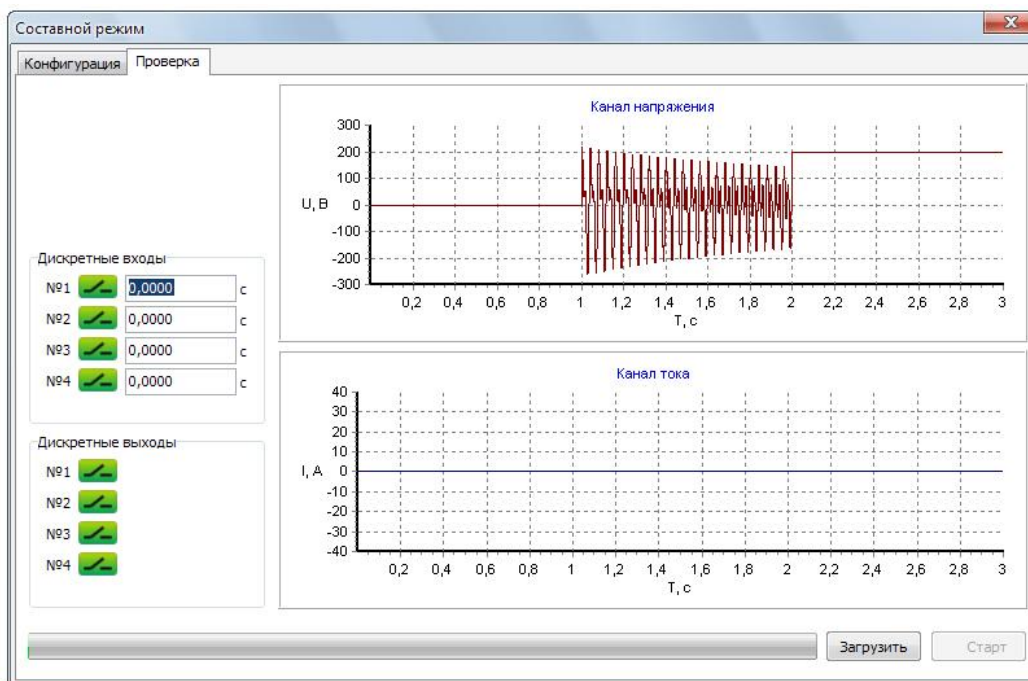 Составной режим
Конфигурация Проверка
Дискретные входы
№1 0,0000 с
№2 0,0000 с
№3 0,0000 с
№4 0,0000 с
Дискретные выходы
№1
№2
№3
№4
Канал напряжения
300
200
100
U, В 0
-100
-200
-300
0,2 0,4 0,6 0,8 1 1,2 1,4 1,6 1,8 2 2,2 2,4 2,6 2,8 3
T, с
Канал тока
40
30
20
10
I, А 0
-10
-20
-30
-40
0,2 0,4 0,6 0,8 1 1,2 1,4 1,6 1,8 2 2,2 2,4 2,6 2,8 3
T, с
Загрузить Старт